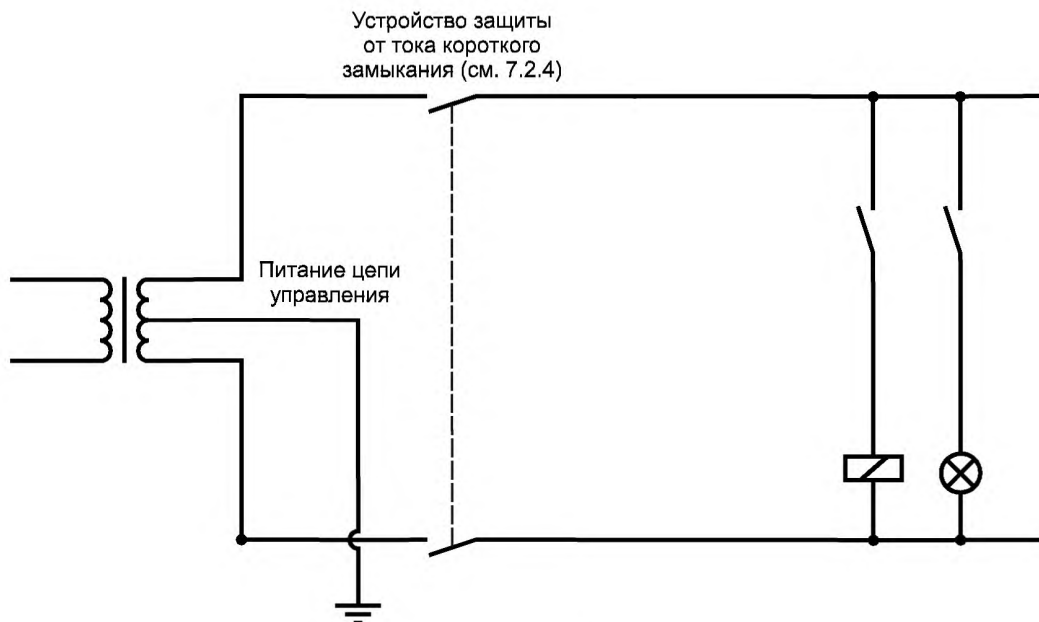 Устройство защиты
от тока короткого
замыкания (см. 7.2.4)
Питание цепи
управления